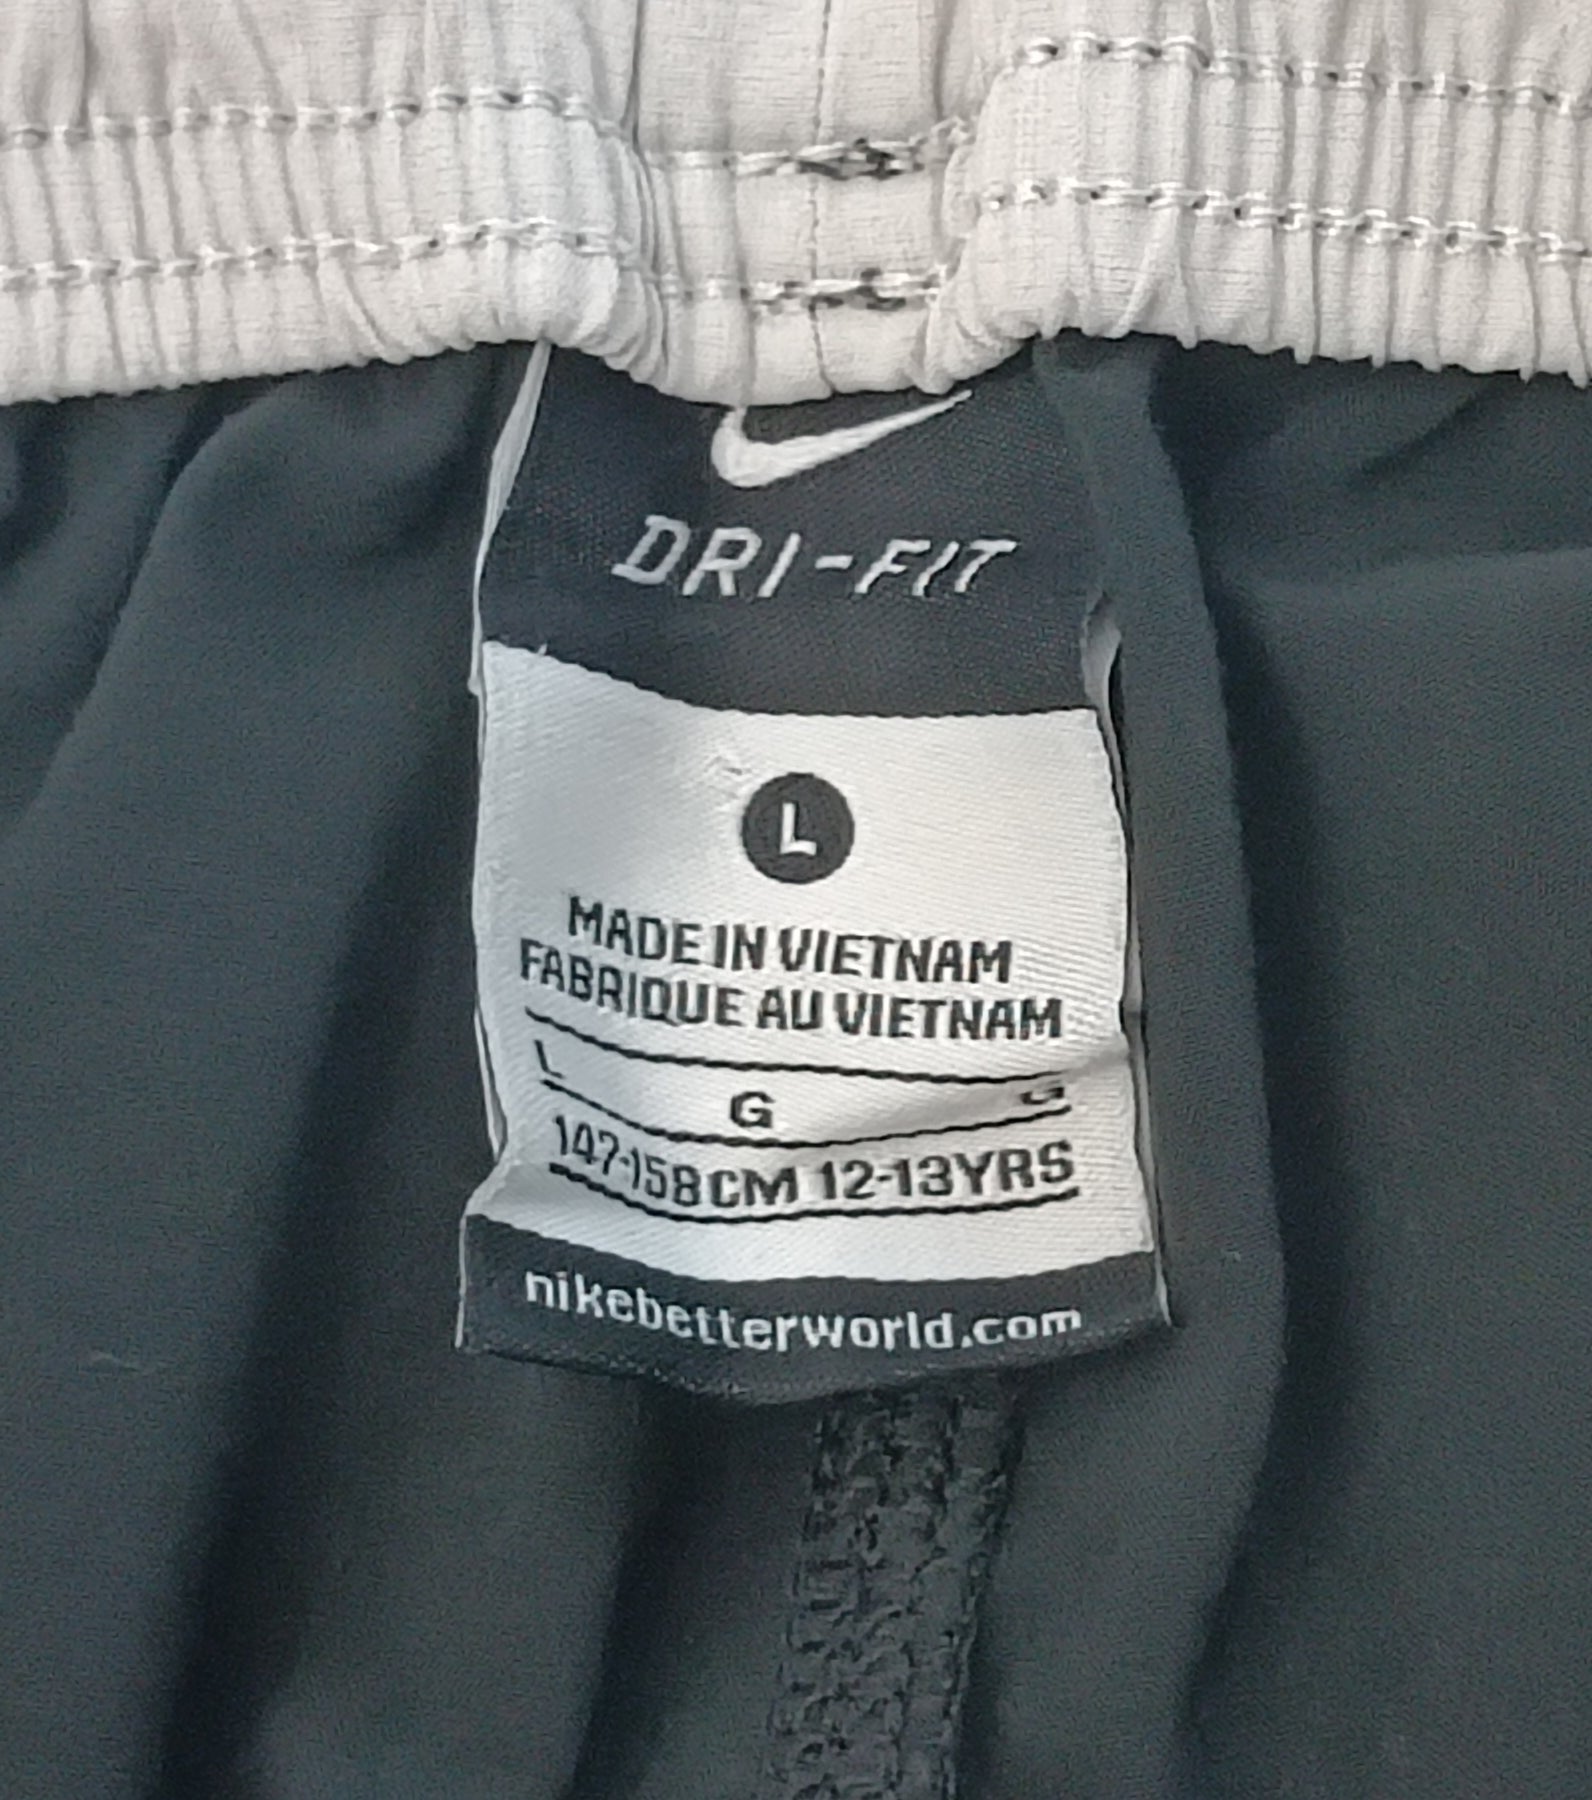 DRI-FIT
L
MADE IN VIETNAM
FABRIQUE AU VIETNAM
L G G
147-158CM 12-13YRS
nikebetterworld.com